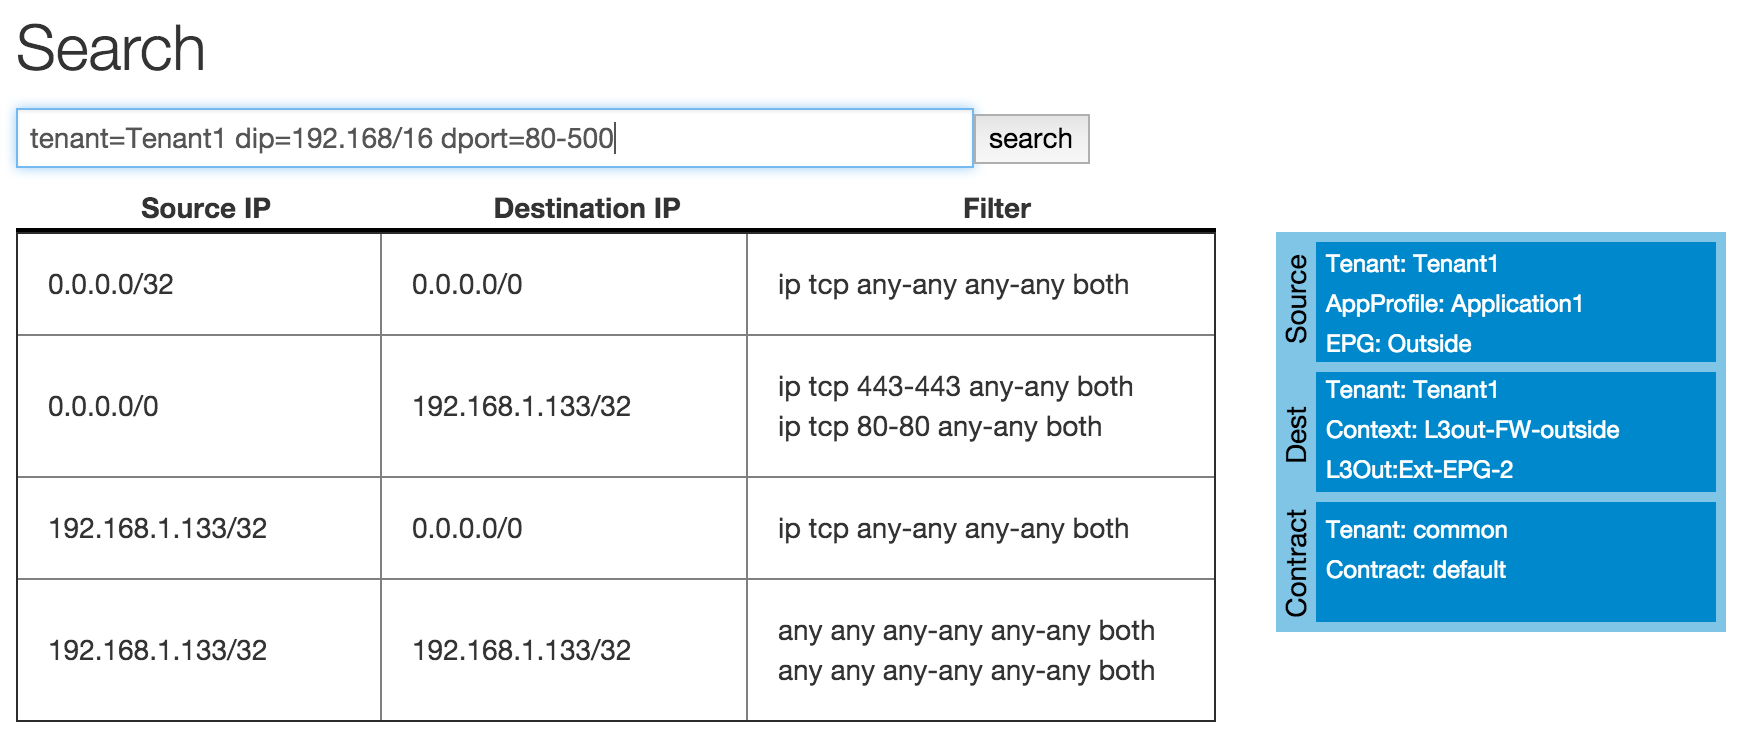 Search
tenant=Tenant1 dip=192.168/16 dport=80-500
search
Source IP Destination IP Filter
0.0.0.0/32 0.0.0.0/0 ip tcp any-any any-any both
0.0.0.0/0 192.168.1.133/32 ip tcp 443-443 any-any both
ip tcp 80-80 any-any both
192.168.1.133/32 0.0.0.0/0 ip tcp any-any any-any both
192.168.1.133/32 192.168.1.133/32 any any any-any any-any both
any any any-any any-any both
Source
Tenant: Tenant1
AppProfile: Application1
EPG: Outside
Dest
Tenant: Tenant1
Context: L3out-FW-outside
L3Out:Ext-EPG-2
Contract
Tenant: common
Contract: default